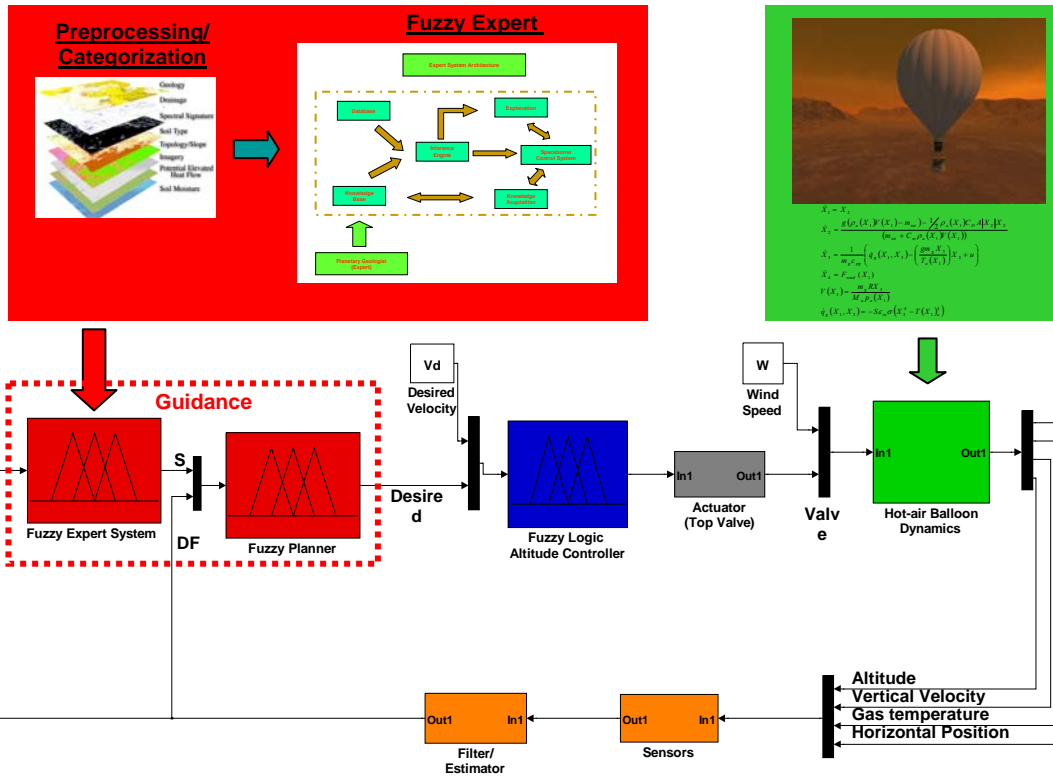 Preprocessing/
Categorization
Geology
Drainage
Spectral Signature
Soil Type
Topology/Slope
Imagery
Potential Elevated
Heat Flow
Soil Moisture
Fuzzy Expert
Expert System Architecture
Database
Explanation
Inference
Engine
Spaceborne
Control System
Knowledge
Base
Knowledge
Planetary Geologist
(Expert)
Guidance
S
DF
Fuzzy Expert System
Fuzzy Planner
Desire
d
Vd
Desired
Velocity
Fuzzy Logic
Altitude Controller
In1
Out1
Actuator
(Top Valve)
W
Wind
Speed
Valv
e
In1
Out1
Hot-air Balloon
Dynamics
Altitude
Vertical Velocity
Gas temperature
Horizontal Position
Out1
In1
Filter/
Estimator
Out1
In1
Sensors